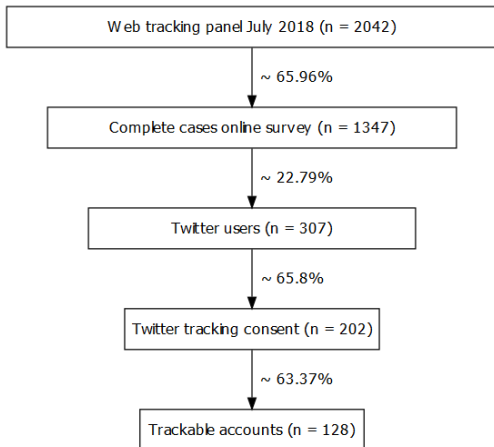 Web tracking panel July 2018 (n = 2042)
~ 65.96%
Complete cases online survey (n = 1347)
~ 22.79%
Twitter users (n = 307)
~ 65.8%
Twitter tracking consent (n = 202)
~ 63.37%
Trackable accounts (n = 128)